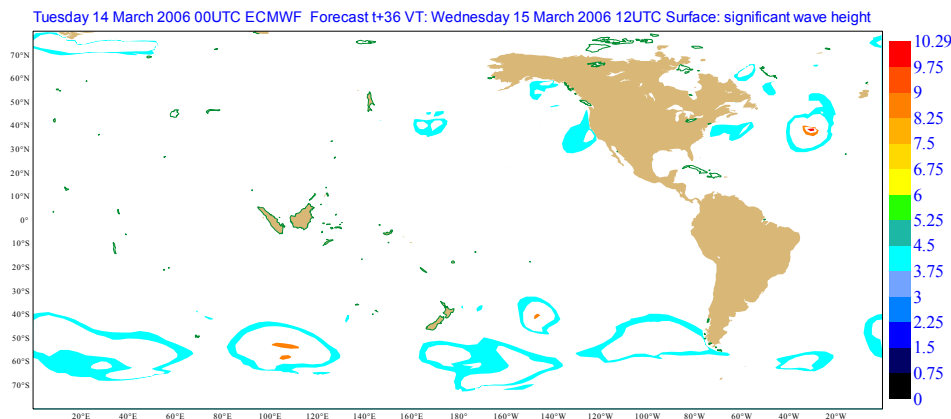 Tuesday 14 March 2006 00UTC ECMWF Forecast t+36 VT: Wednesday 15 March 2006 12UTC Surface: significant wave height
10.29
9.75
9
8.25
7.5
6.75
6
5.25
4.5
3.75
3
2.25
1.5
0.75
0
70°N
60°N
50°N
40°N
30°N
20°N
10°N
0°
10°S
20°S
30°S
40°S
50°S
60°S
70°S
20°E 40°E 60°E 80°E 100°E 120°E 140°E 160°E 180° 160°W 140°W 120°W 100°W 80°W 60°W 40°W 20°W